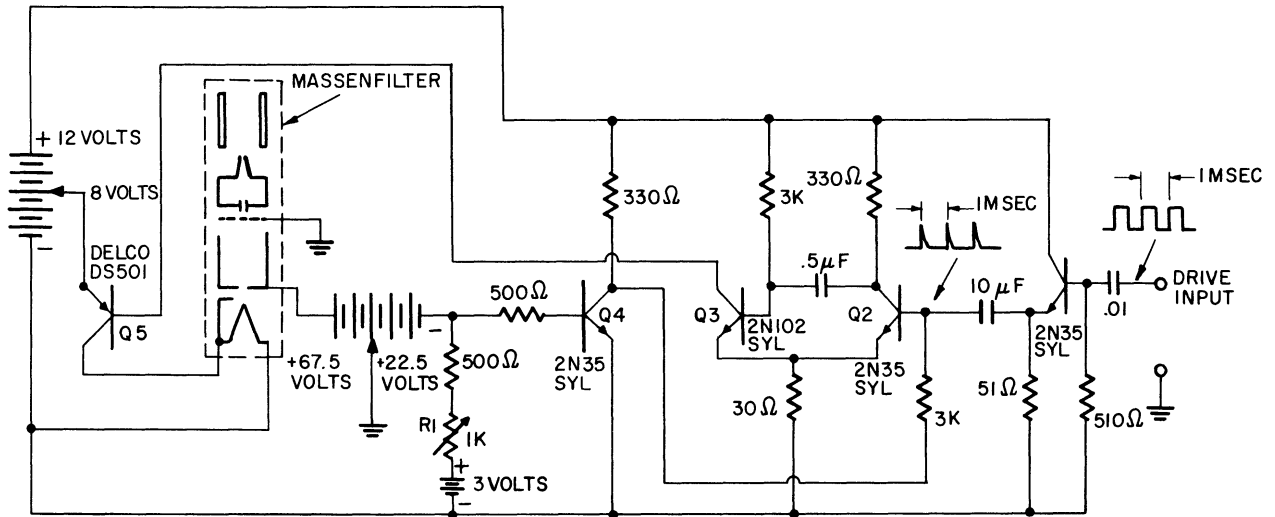 MASSENFILTER
+ 12 VOLTS
8 VOLTS
-
DELCO
DS501
Q5
+67.5
VOLTS
-
+22.5
VOLTS
500Ω
500Ω
R1
1K
+
3 VOLTS
-
330Ω
Q4
2N35
SYL
3K
330Ω
.5μF
Q3
2N102
SYL
Q2
2N35
SYL
30Ω
1MSEC
10μF
3K
51Ω
2N35
SYL
510Ω
.01
1MSEC
DRIVE
INPUT